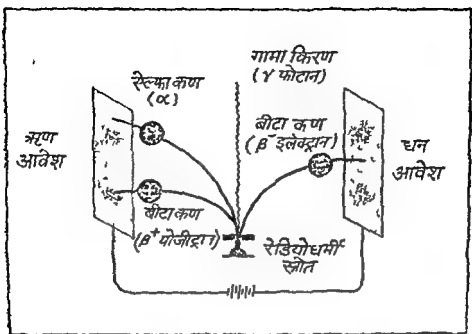 गामा किरण
(γ फोटान)
ऐल्फा कण
(α)
बीटा कण
(β⁻ इलेक्ट्रान)
ऋण
आवेश
धन
आवेश
बीटा कण
(β⁺ पोजीट्रान)
रेडियोधर्मी
स्रोत